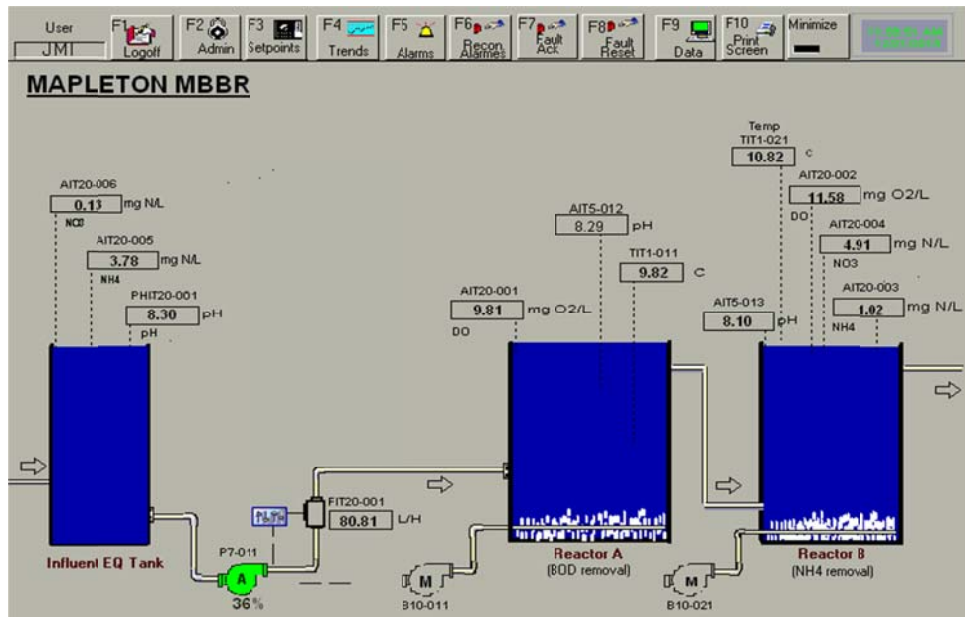 User
JMI
F1 Logoff
F2 Admin
F3 Setpoints
F4 Trends
F5 Alarms
F6 Recon Alarmes
F7 Fault Ack
F8 Fault Reset
F9 Data
F10 Print Screen
Minimize
MAPLETON MBBR
AIT20-006
0.13 mg N/L
AIT20-005
3.78 mg N/L
NH4
PHIT20-001
8.30 pH
pH
Influent EQ Tank
P7-011
A
36%
FIT20-001
80.81 L/H
AIT20-001
9.81 mg O2/L
DO
AIT5-012
8.29 pH
TIT1-011
9.82 C
Reactor A
(BOD removal)
M
B10-011
Temp
TIT1-021
10.82 C
AIT20-002
11.58 mg O2/L
DO
AIT20-004
4.91 mg N/L
NO3
AIT20-003
1.02 mg N/L
NH4
AIT5-013
8.10 pH
Reactor B
(NH4 removal)
M
B10-021